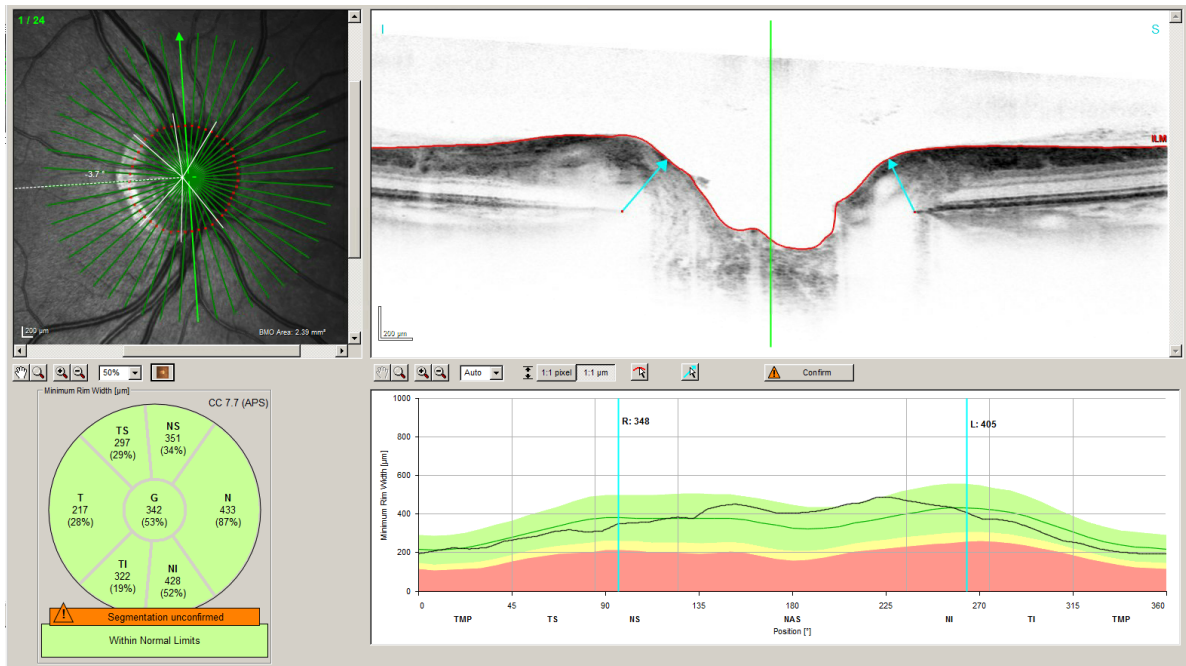 1 / 24
-3.7 °
200 µm
BMO Area: 2.39 mm²
I
S
ILM
200 µm
50%
Auto
1:1 pixel
1:1 µm
Confirm
Minimum Rim Width [µm]
CC 7.7 (APS)
TS
297
(29%)
NS
351
(34%)
T
217
(28%)
G
342
(53%)
N
433
(87%)
TI
322
(19%)
NI
428
(52%)
Segmentation unconfirmed
Within Normal Limits
Minimum Rim Width [µm]
1000
800
600
400
200
0
R: 348
L: 405
0 45 90 135 180 225 270 315 360
TMP TS NS NAS NI TI TMP
Position [°]